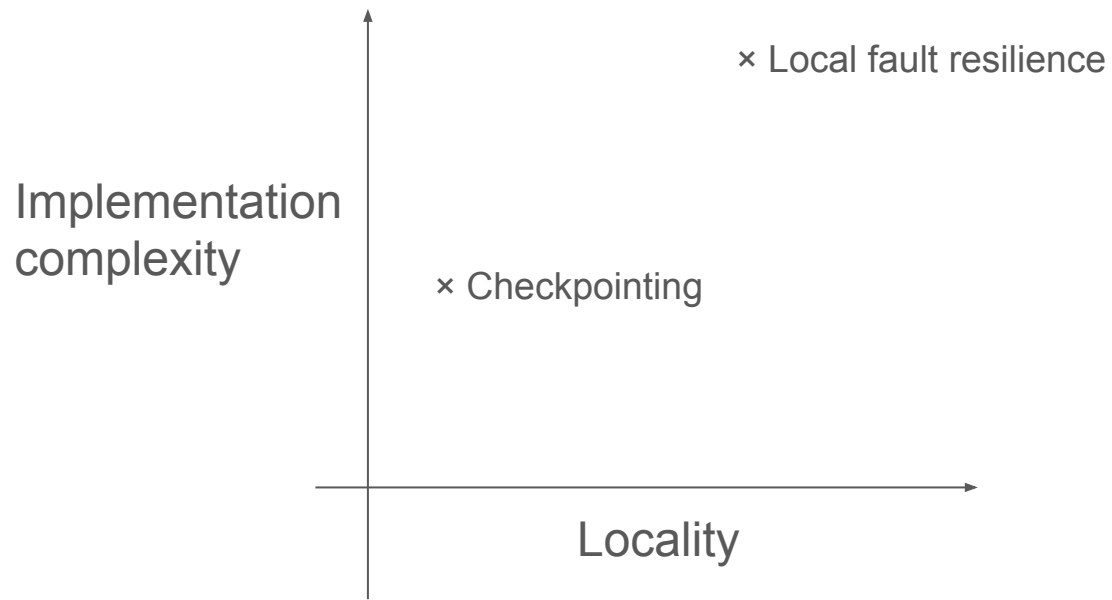 × Local fault resilience
Implementation
complexity
× Checkpointing
Locality